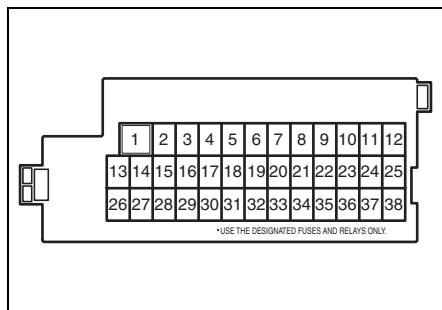 1 2 3 4 5 6 7 8 9 10 11 12
13 14 15 16 17 18 19 20 21 22 23 24 25
26 27 28 29 30 31 32 33 34 35 36 37 38
•USE THE DESIGNATED FUSES AND RELAYS ONLY.